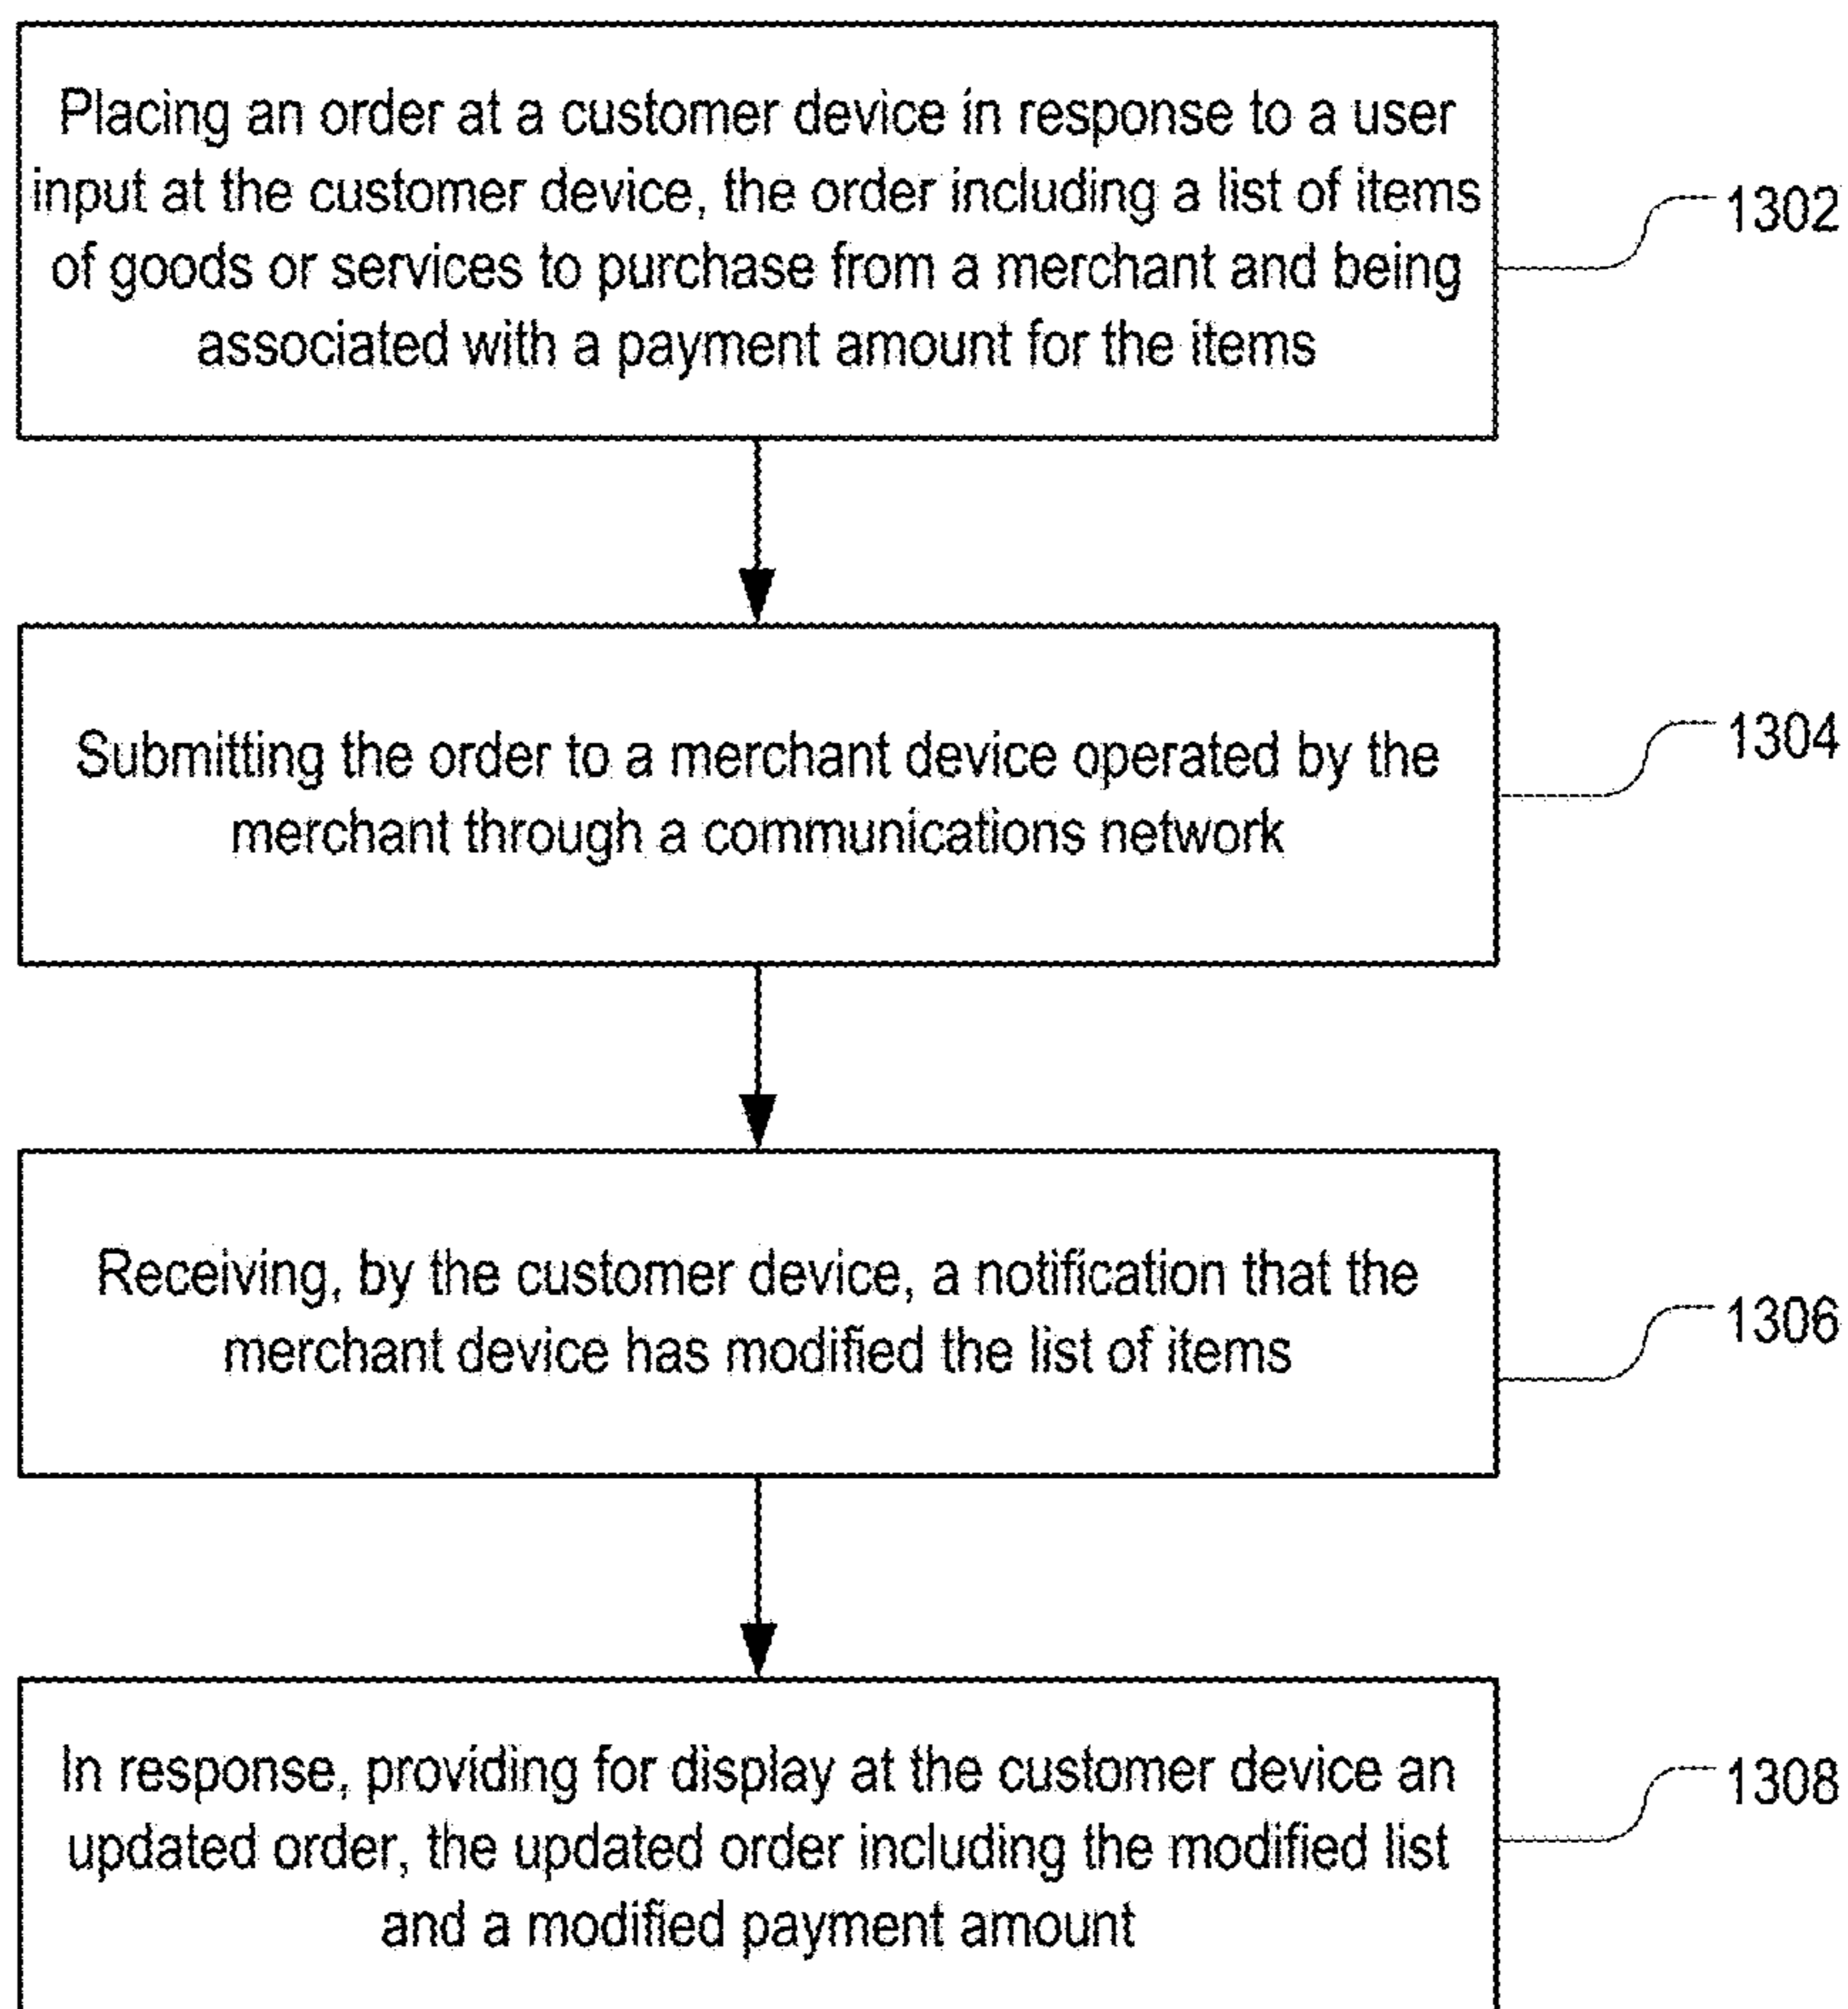 Placing an order at a customer device in response to a user
input at the customer device, the order including a list of items
of goods or services to purchase from a merchant and being
associated with a payment amount for the items
1302
Submitting the order to a merchant device operated by the
merchant through a communications network
1304
Receiving, by the customer device, a notification that the
merchant device has modified the list of items
1306
In response, providing for display at the customer device an
updated order, the updated order including the modified list
and a modified payment amount
1308